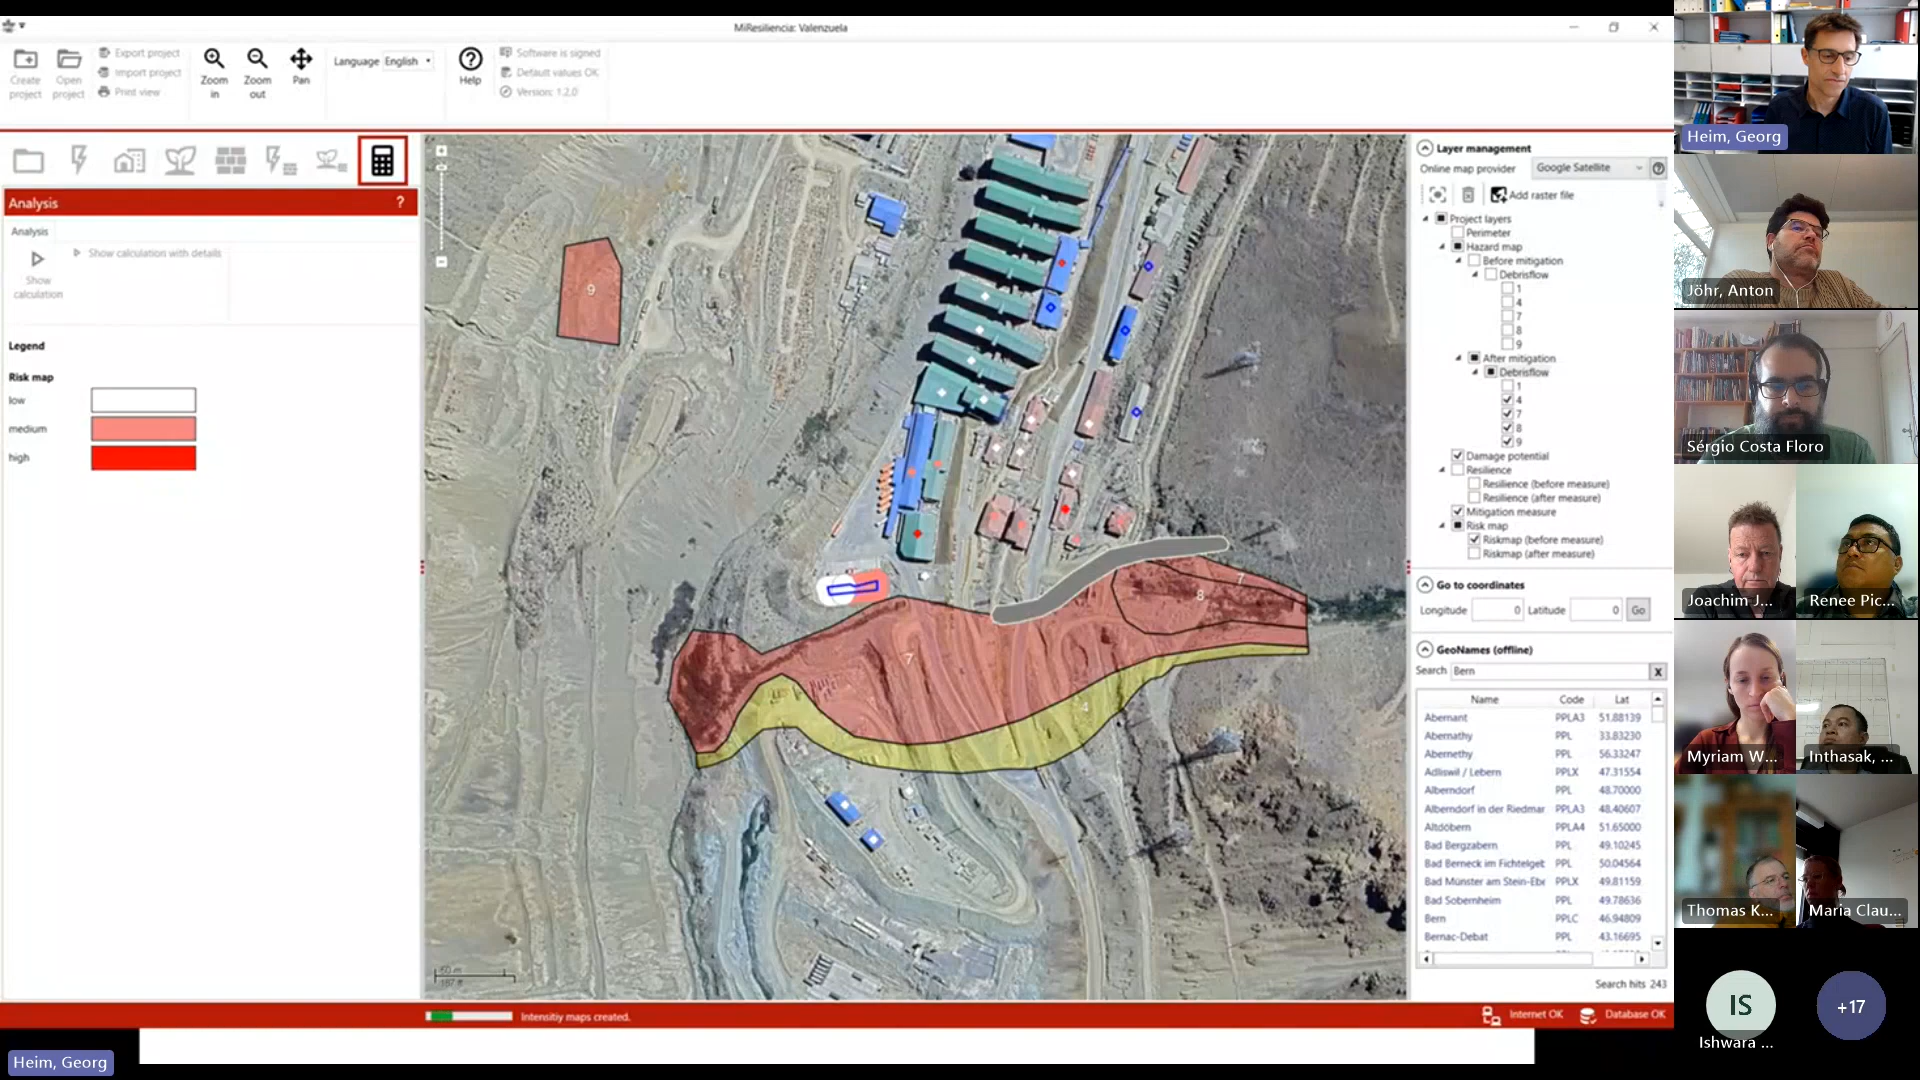 MiResiliencia: Valenzuela
Create project
Open project
Export project
Import project
Print view
Zoom in
Zoom out
Pan
Language English
Help
Software is signed
Default values OK
Version: 1.2.0
Analysis ?
Analysis
Show calculation
Show calculation with details
Legend
Risk map
low
medium
high
9
7
8
7
4
Layer management
Online map provider Google Satellite
Add raster file
Project layers
Perimeter
Hazard map
Before mitigation
Debrisflow
1
4
7
8
9
After mitigation
Debrisflow
1
4
7
8
9
Damage potential
Resilience
Resilience (before measure)
Resilience (after measure)
Mitigation measure
Risk map
Riskmap (before measure)
Riskmap (after measure)
Go to coordinates
Longitude 0 Latitude 0 Go
GeoNames (offline)
Search Bern X
Name Code Lat
Abernant PPLA3 51.88139
Abernathy PPL 33.83230
Abernethy PPL 56.33247
Adliswil / Lebern PPLX 47.31554
Alberndorf PPL 48.70000
Alberndorf in der Riedmar PPLA3 48.40607
Altdöbern PPLA4 51.65000
Bad Bergzabern PPL 49.10245
Bad Berneck im Fichtelget PPL 50.04564
Bad Münster am Stein-Ebe PPLX 49.81159
Bad Sobernheim PPL 49.78636
Bern PPLC 46.94809
Bernac-Debat PPL 43.16695
Search hits 243
Intensitiy maps created.
Internet OK
Database OK
Heim, Georg
Heim, Georg
Jöhr, Anton
Sérgio Costa Floro
Joachim J...
Renee Pic...
Myriam W...
Inthasak, ...
Thomas K...
Maria Clau...
IS
Ishwara ...
+17